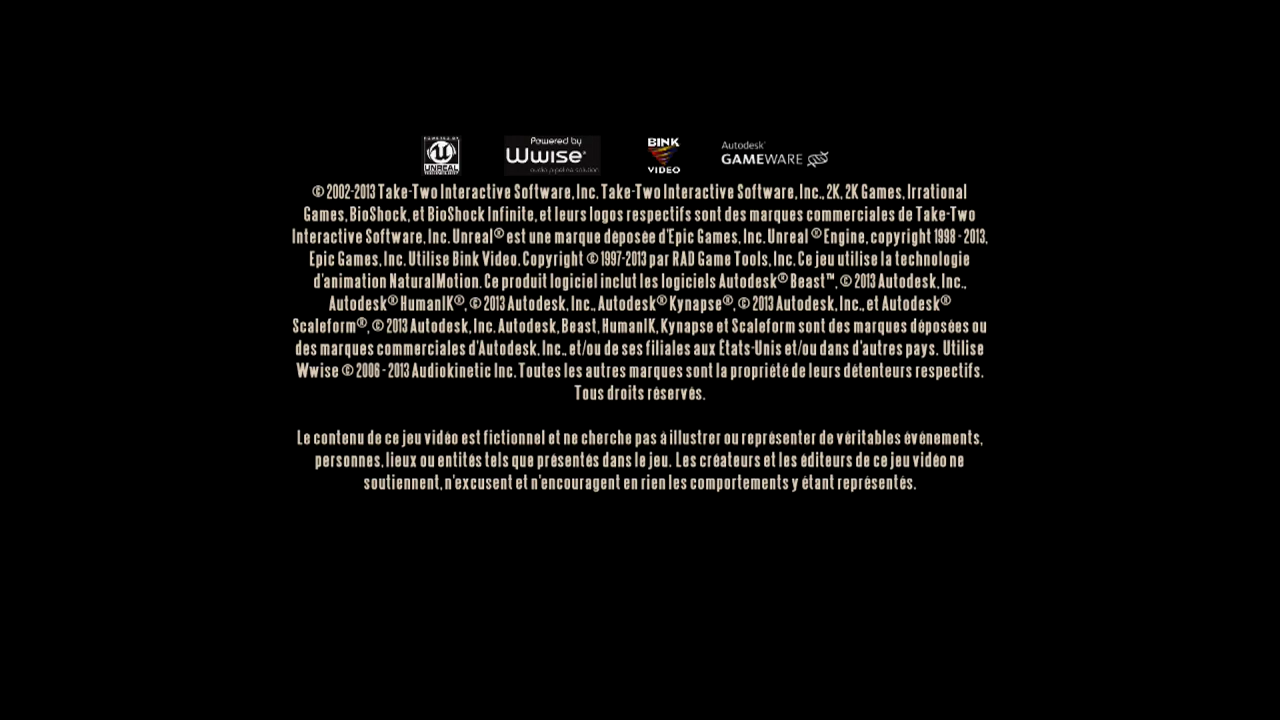 POWERED BY
UNREAL
Powered by
Wwise
audio pipeline solution
BINK
VIDEO
Autodesk
GAMEWARE
© 2002-2013 Take-Two Interactive Software, Inc. Take-Two Interactive Software, Inc., 2K, 2K Games, Irrational
Games, BioShock, et BioShock Infinite, et leurs logos respectifs sont des marques commerciales de Take-Two
Interactive Software, Inc. Unreal® est une marque déposée d'Epic Games, Inc. Unreal ® Engine, copyright 1998 - 2013,
Epic Games, Inc. Utilise Bink Video. Copyright © 1997-2013 par RAD Game Tools, Inc. Ce jeu utilise la technologie
d'animation NaturalMotion. Ce produit logiciel inclut les logiciels Autodesk® Beast™, © 2013 Autodesk, Inc.,
Autodesk® HumanIK®, © 2013 Autodesk, Inc., Autodesk® Kynapse®, © 2013 Autodesk, Inc., et Autodesk®
Scaleform®, © 2013 Autodesk, Inc. Autodesk, Beast, HumanIK, Kynapse et Scaleform sont des marques déposées ou
des marques commerciales d'Autodesk, Inc., et/ou de ses filiales aux États-Unis et/ou dans d'autres pays. Utilise
Wwise © 2006 - 2013 Audiokinetic Inc. Toutes les autres marques sont la propriété de leurs détenteurs respectifs.
Tous droits réservés.
Le contenu de ce jeu vidéo est fictionnel et ne cherche pas à illustrer ou représenter de véritables événements,
personnes, lieux ou entités tels que présentés dans le jeu. Les créateurs et les éditeurs de ce jeu vidéo ne
soutiennent, n'excusent et n'encouragent en rien les comportements y étant représentés.